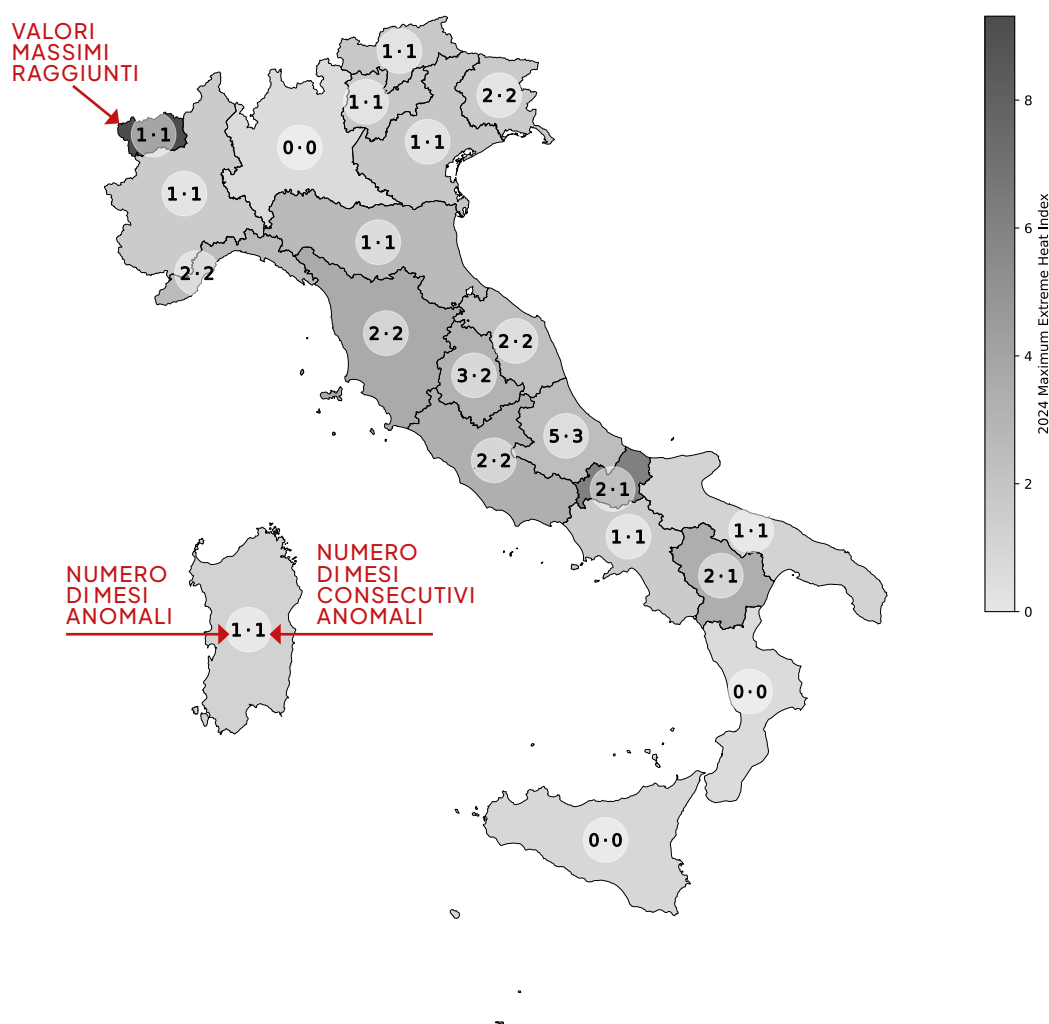 VALORI
MASSIMI
RAGGIUNTI
1·1
1·1
2·2
1·1
0·0
1·1
1·1
1·1
2·2
2·2
2·2
3·2
5·3
2·2
2·1
1·1
1·1
2·1
NUMERO
DI MESI
ANOMALI
1·1
NUMERO
DI MESI
CONSECUTIVI
ANOMALI
0·0
0·0
8
6
4
2
0
2024 Maximum Extreme Heat Index